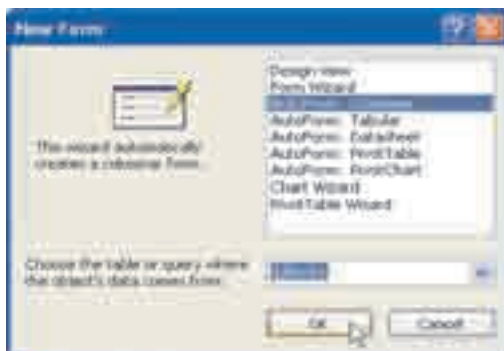 New Form
Design View
Form Wizard
AutoForm: Columnar
AutoForm: Tabular
AutoForm: Datasheet
AutoForm: PivotTable
AutoForm: PivotChart
Chart Wizard
PivotTable Wizard
This wizard automatically
creates a columnar form.
Choose the table or query where
the object's data comes from:
OK
Cancel